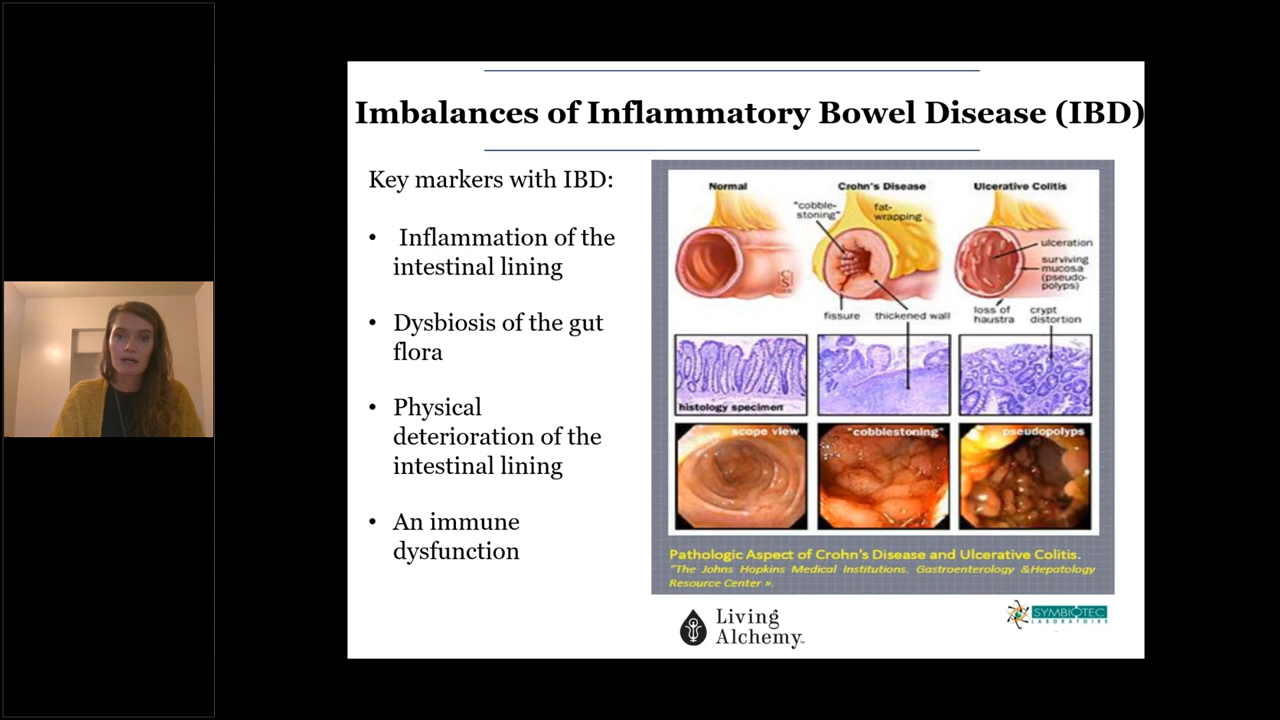 Imbalances of Inflammatory Bowel Disease (IBD)
Key markers with IBD:
• Inflammation of the
intestinal lining
• Dysbiosis of the gut
flora
• Physical
deterioration of the
intestinal lining
• An immune
dysfunction
Normal
Crohn's Disease
Ulcerative Colitis
"cobble-
stoning"
fat-
wrapping
ulceration
surviving
mucosa
(pseudo-
polyps)
fissure
thickened wall
loss of
haustra
crypt
distortion
histology specimen
scope view
"cobblestoning"
pseudopolyps
Pathologic Aspect of Crohn's Disease and Ulcerative Colitis.
"The Johns Hopkins Medical Institutions, Gastroenterology &Hepatology
Resource Center ».
Living
Alchemy™
SYMBIOTEC
LABORATOIRE